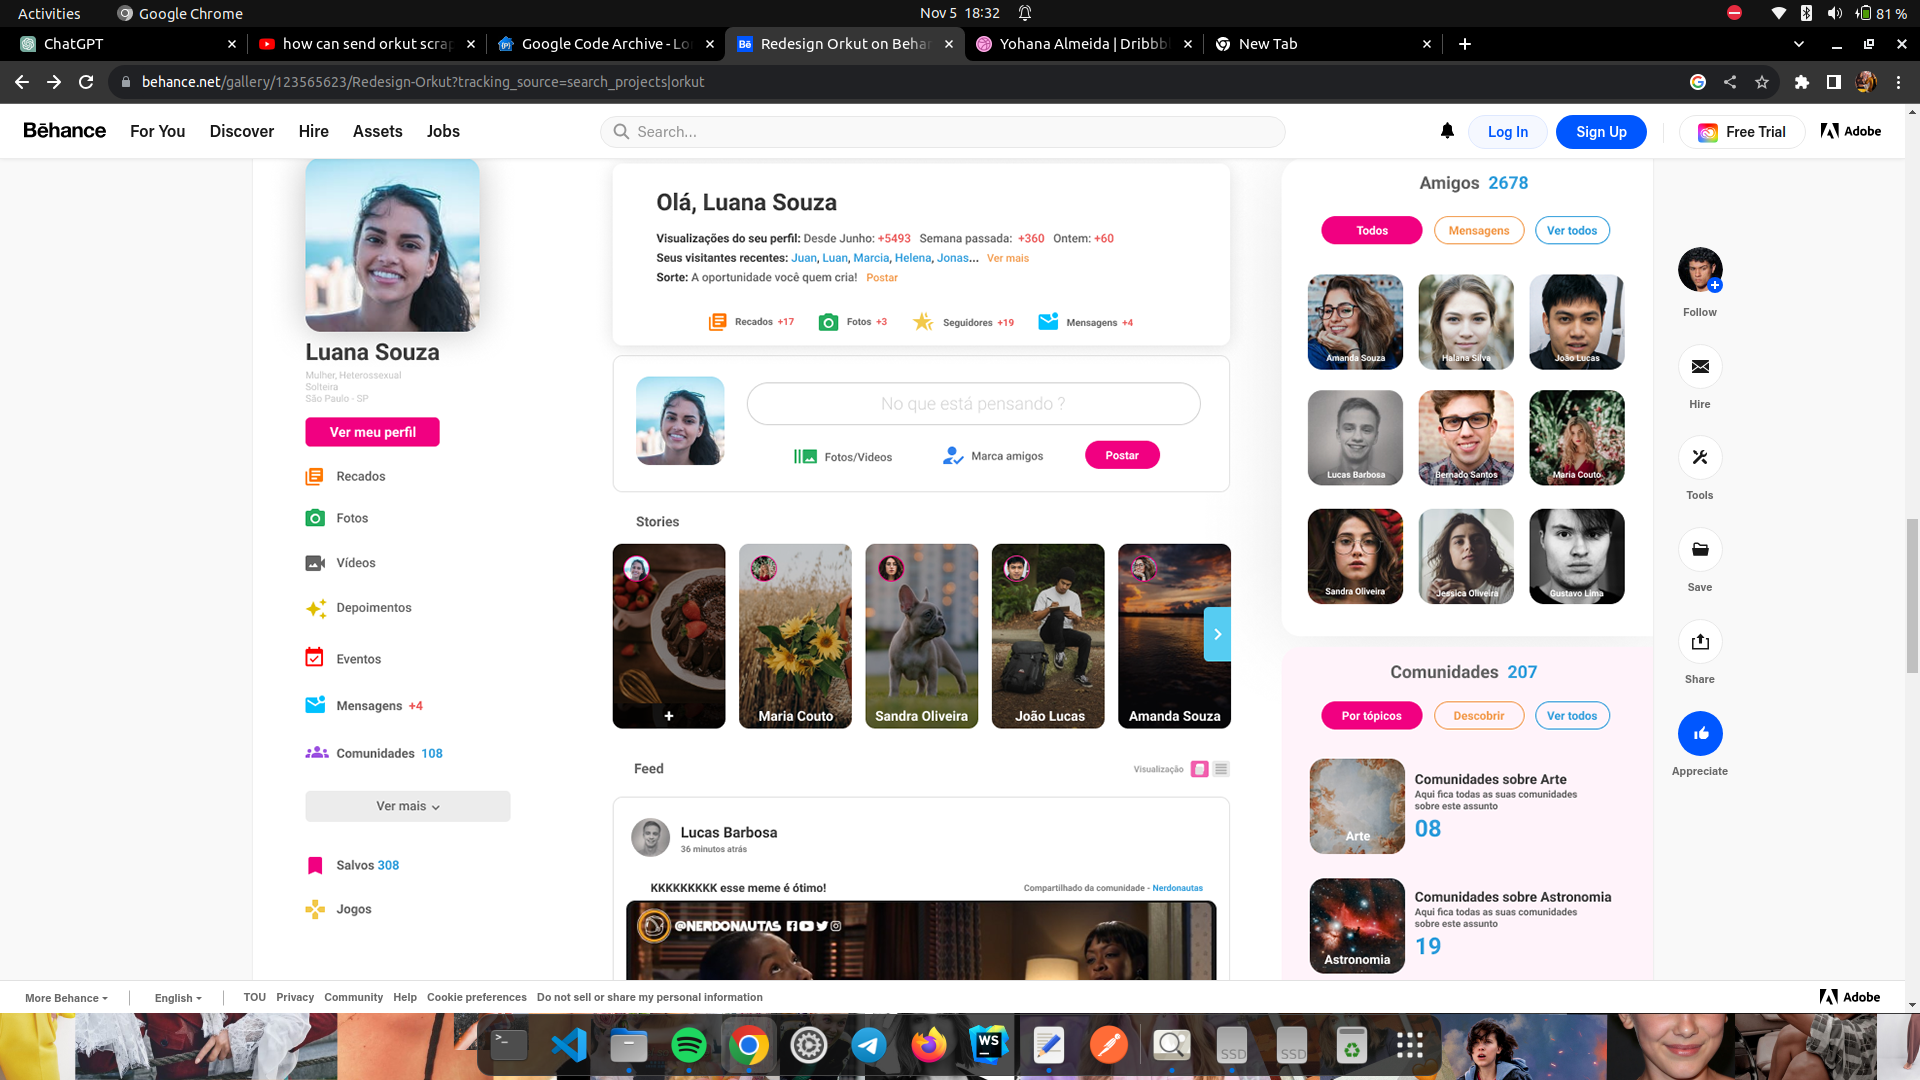 Activities
Google Chrome
Nov 5 18:32
81 %
ChatGPT
how can send orkut scrap
Google Code Archive - Lo
Redesign Orkut on Behan
Yohana Almeida | Dribbb
New Tab
behance.net/gallery/123565623/Redesign-Orkut?tracking_source=search_projects|orkut
Bēhance
For You
Discover
Hire
Assets
Jobs
Search...
Log In
Sign Up
Free Trial
Adobe
Luana Souza
Mulher, Heterossexual
Solteira
São Paulo - SP
Ver meu perfil
Recados
Fotos
Vídeos
Depoimentos
Eventos
Mensagens +4
Comunidades 108
Ver mais
Salvos 308
Jogos
Olá, Luana Souza
Visualizações do seu perfil: Desde Junho: +5493 Semana passada: +360 Ontem: +60
Seus visitantes recentes: Juan, Luan, Marcia, Helena, Jonas... Ver mais
Sorte: A oportunidade você quem cria! Postar
Recados +17
Fotos +3
Seguidores +19
Mensagens +4
No que está pensando ?
Fotos/Videos
Marca amigos
Postar
Stories
+
Maria Couto
Sandra Oliveira
João Lucas
Amanda Souza
Feed
Visualização
Lucas Barbosa
36 minutos atrás
KKKKKKKKK esse meme é ótimo!
Compartilhado da comunidade - Nerdonautas
@NERDONAUTAS
Amigos 2678
Todos
Mensagens
Ver todos
Amanda Souza
Halana Silva
João Lucas
Lucas Barbosa
Bernado Santos
Maria Couto
Sandra Oliveira
Jessica Oliveira
Gustavo Lima
Comunidades 207
Por tópicos
Descobrir
Ver todos
Arte
Comunidades sobre Arte
Aqui fica todas as suas comunidades
sobre este assunto
08
Astronomia
Comunidades sobre Astronomia
Aqui fica todas as suas comunidades
sobre este assunto
19
Follow
Hire
Tools
Save
Share
Appreciate
More Behance
English
TOU
Privacy
Community
Help
Cookie preferences
Do not sell or share my personal information
Adobe
WS
SSD
SSD